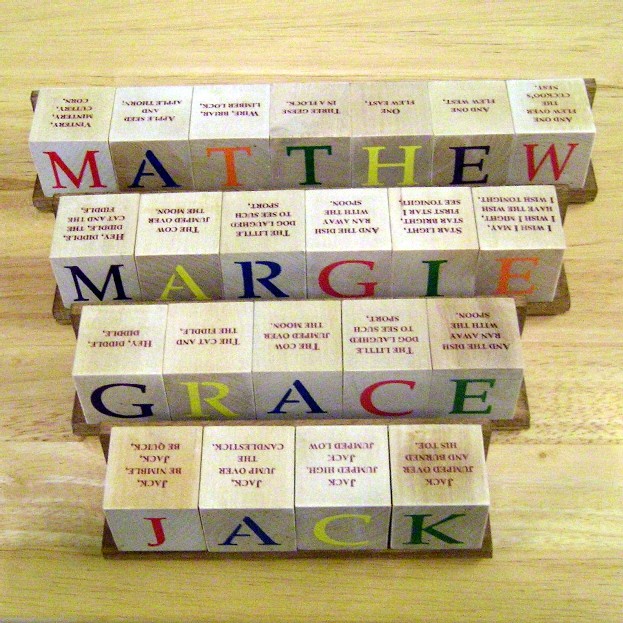 VENTERY,
MINTERY,
CUTERY,
CORN,
APPLE SEED
AND
APPLE THORN;
WIRE, BRIAR,
LIMBER LOCK,
THREE GEESE
IN FLOCK,
ONE
FLEW EAST,
AND ONE
FLEW WEST,
AND ONE
FLEW OVER
THE
CUCKOO'S
NEST.
MATTHEW
HEY, DIDDLE,
DIDDLE, THE
CAT AND THE
FIDDLE,
THE COW
JUMPED OVER
THE MOON.
THE LITTLE
DOG LAUGHED
TO SEE SUCH
SPORT,
AND THE DISH
RAN AWAY
WITH THE
SPOON.
STAR LIGHT,
STAR BRIGHT,
FIRST STAR I
SEE TONIGHT,
I WISH I MAY,
I WISH I MIGHT,
HAVE THE WISH
I WISH TONIGHT.
MARGIE
HEY, DIDDLE,
DIDDLE,
THE CAT AND
THE FIDDLE,
THE COW
JUMPED OVER
THE MOON.
THE LITTLE
DOG LAUGHED
TO SEE SUCH
SPORT,
AND THE DISH
RAN AWAY
WITH THE
SPOON.
GRACE
JACK,
BE NIMBLE,
JACK,
BE QUICK,
JACK,
JUMP OVER
THE
CANDLESTICK.
JACK
JUMPED HIGH,
JACK
JUMPED LOW
JACK
JUMPED OVER
AND BURNED
HIS TOE.
JACK